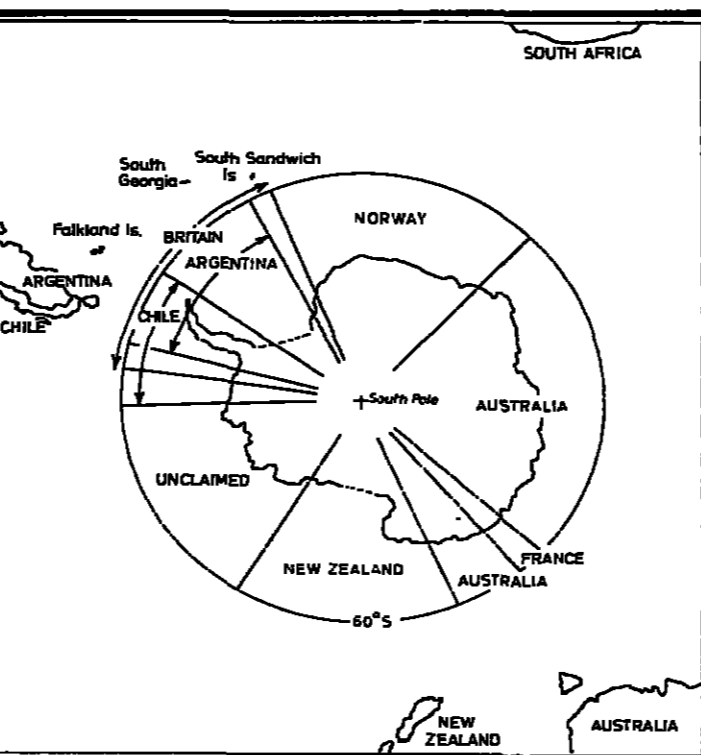 SOUTH AFRICA
South Sandwich
Is
South
Georgia
NORWAY
Falkland Is.
BRITAIN
ARGENTINA
ARGENTINA
CHILE
CHILE
South Pole
AUSTRALIA
UNCLAIMED
FRANCE
NEW ZEALAND
AUSTRALIA
60°S
NEW
ZEALAND
AUSTRALIA